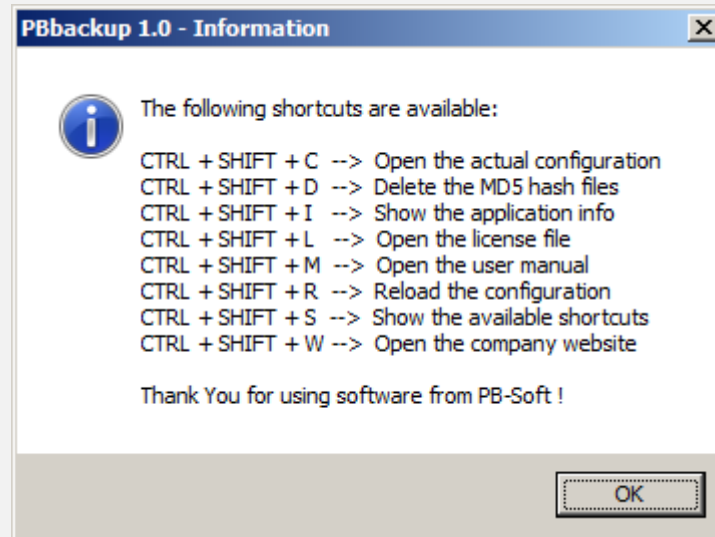 PBbackup 1.0 - Information
The following shortcuts are available:
CTRL + SHIFT + C --> Open the actual configuration
CTRL + SHIFT + D --> Delete the MD5 hash files
CTRL + SHIFT + I --> Show the application info
CTRL + SHIFT + L --> Open the license file
CTRL + SHIFT + M --> Open the user manual
CTRL + SHIFT + R --> Reload the configuration
CTRL + SHIFT + S --> Show the available shortcuts
CTRL + SHIFT + W --> Open the company website
Thank You for using software from PB-Soft !
OK